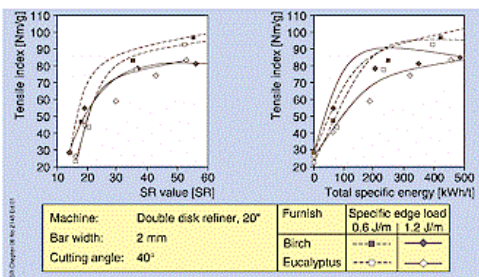 Tensile index [Nm/g]
110
100
90
80
70
60
50
40
30
20
10 20 30 40 50 60
SR value [SR]
Tensile index [Nm/g]
110
100
90
80
70
60
50
40
30
20
0 100 200 300 400 500
Total specific energy [kWh/t]
Machine: Double disk refiner, 20"
Bar width: 2 mm
Cutting angle: 40°
Furnish Specific edge load
0.6 J/m 1.2 J/m
Birch
Eucalyptus